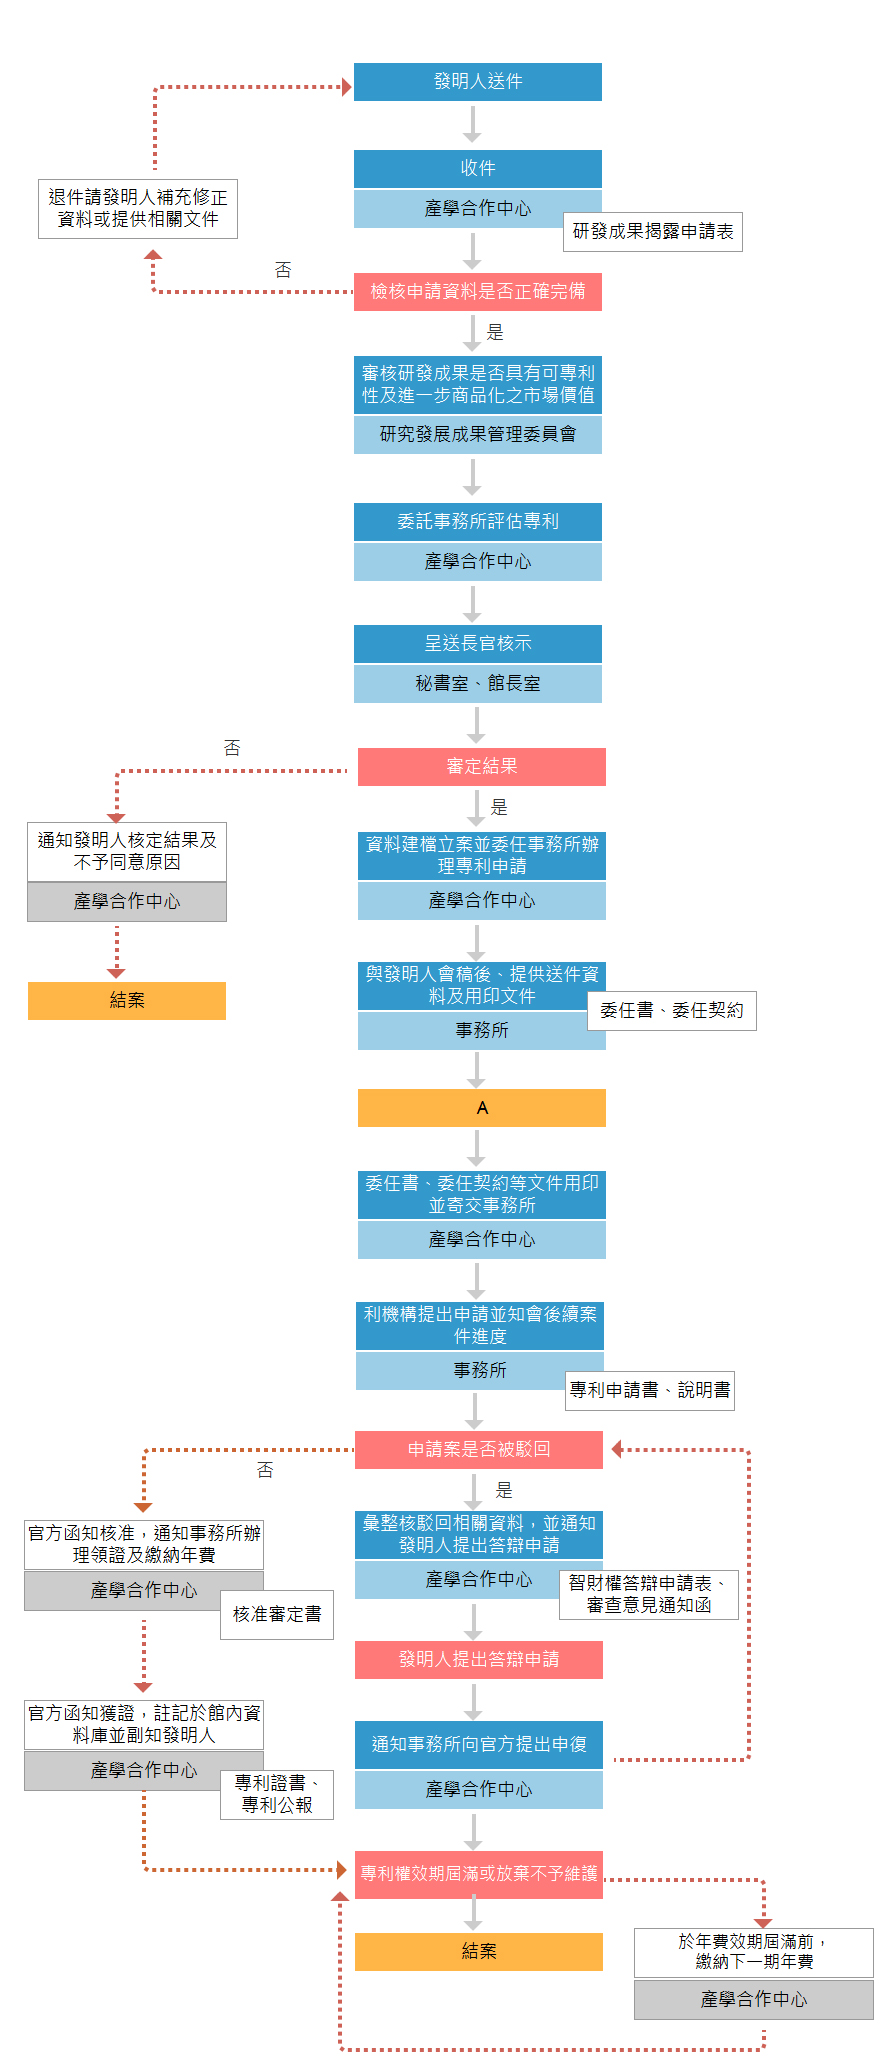 發明人送件
收件
產學合作中心
研發成果揭露申請表
退件請發明人補充修正
資料或提供相關文件
否
檢核申請資料是否正確完備
是
審核研發成果是否具有可專利
性及進一步商品化之市場價值
研究發展成果管理委員會
委託事務所評估專利
產學合作中心
呈送長官核示
秘書室、館長室
否
審定結果
是
通知發明人核定結果及
不予同意原因
產學合作中心
結案
資料建檔立案並委任事務所辦
理專利申請
產學合作中心
與發明人會稿後、提供送件資
料及用印文件
事務所
委任書、委任契約
A
委任書、委任契約等文件用印
並寄交事務所
產學合作中心
利機構提出申請並知會後續案
件進度
事務所
專利申請書、說明書
申請案是否被駁回
否
是
官方函知核准，通知事務所辦
理領證及繳納年費
產學合作中心
核准審定書
彙整核駁回相關資料，並通知
發明人提出答辯申請
產學合作中心
智財權答辯申請表、
審查意見通知函
發明人提出答辯申請
官方函知獲證，註記於館內資
料庫並副知發明人
產學合作中心
專利證書、
專利公報
通知事務所向官方提出申復
產學合作中心
專利權效期屆滿或放棄不予維護
結案
於年費效期屆滿前，
繳納下一期年費
產學合作中心